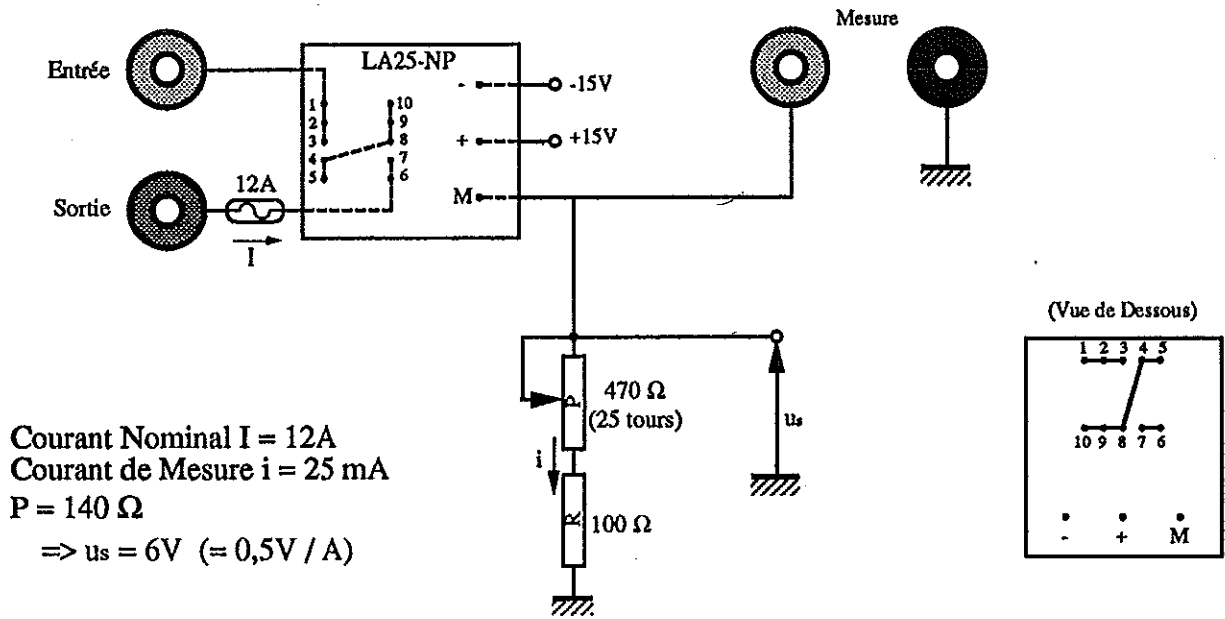 Mesure
Entrée
LA25-NP
- -15V
1 10
2 9
3 8
4 7
5 6
+ +15V
12A
M
Sortie
I
(Vue de Dessous)
1 2 3 4 5
10 9 8 7 6
- + M
P
470 Ω
(25 tours)
us
i
R
100 Ω
Courant Nominal I = 12A
Courant de Mesure i = 25 mA
P = 140 Ω
=> us = 6V (= 0,5V / A)